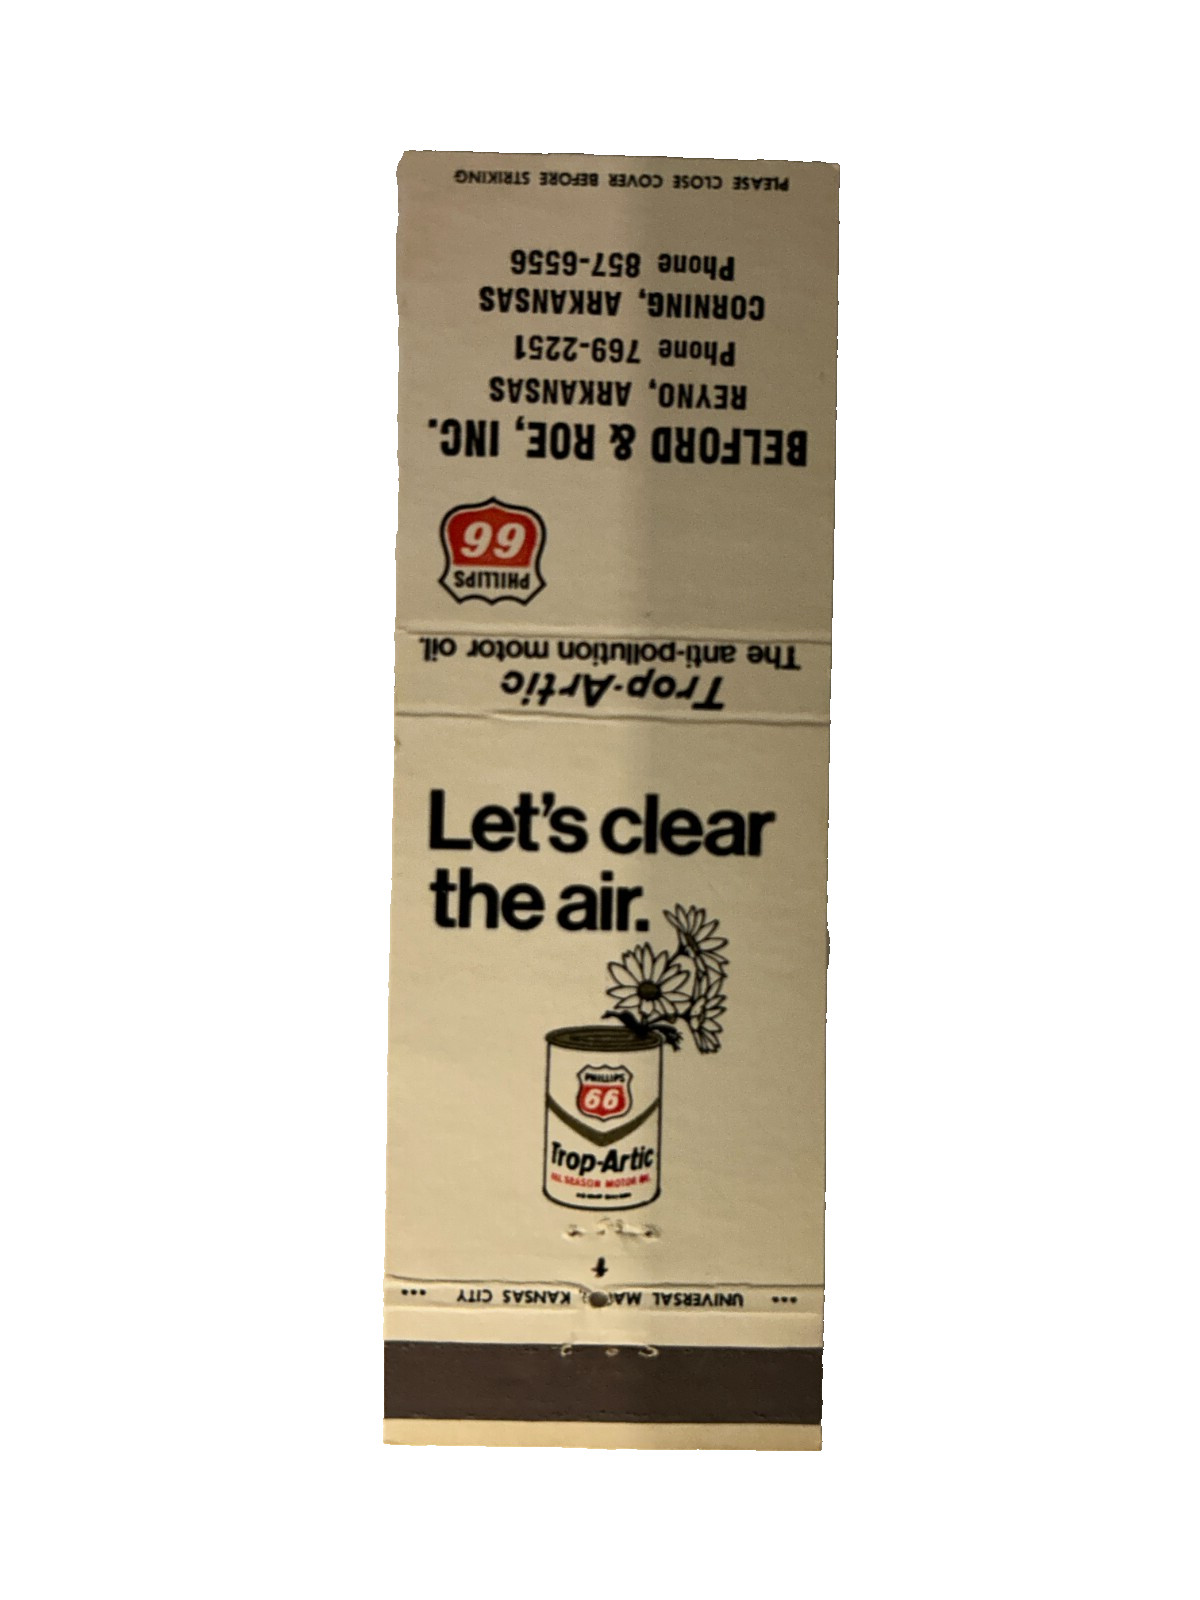 PLEASE CLOSE COVER BEFORE STRIKING
BELFORD & ROE, INC.
REYNO, ARKANSAS
Phone 769-2251
CORNING, ARKANSAS
Phone 857-6556
PHILLIPS
66
Trop-Artic
The anti-pollution motor oil.
Let's clear
the air.
PHILLIPS
66
Trop-Artic
ALL SEASON MOTOR OIL
UNIVERSAL KANSAS CITY